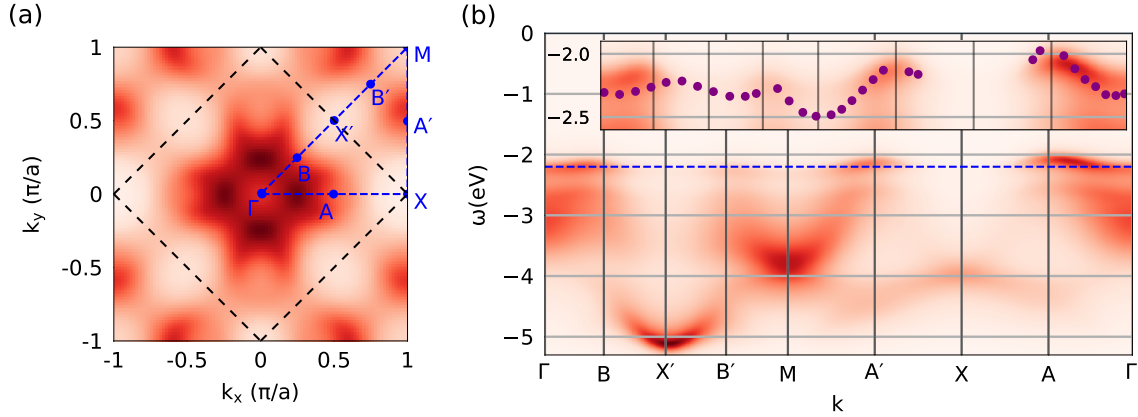 (a)
1
0.5
0
-0.5
-1
k_y (π/a)
-1
-0.5
0
0.5
1
k_x (π/a)
M
B′
A′
X′
B
Γ
A
X
(b)
0
−1
−2
−3
−4
−5
ω(eV)
−2.0
−2.5
Γ
B
X′
B′
M
A′
X
A
Γ
k